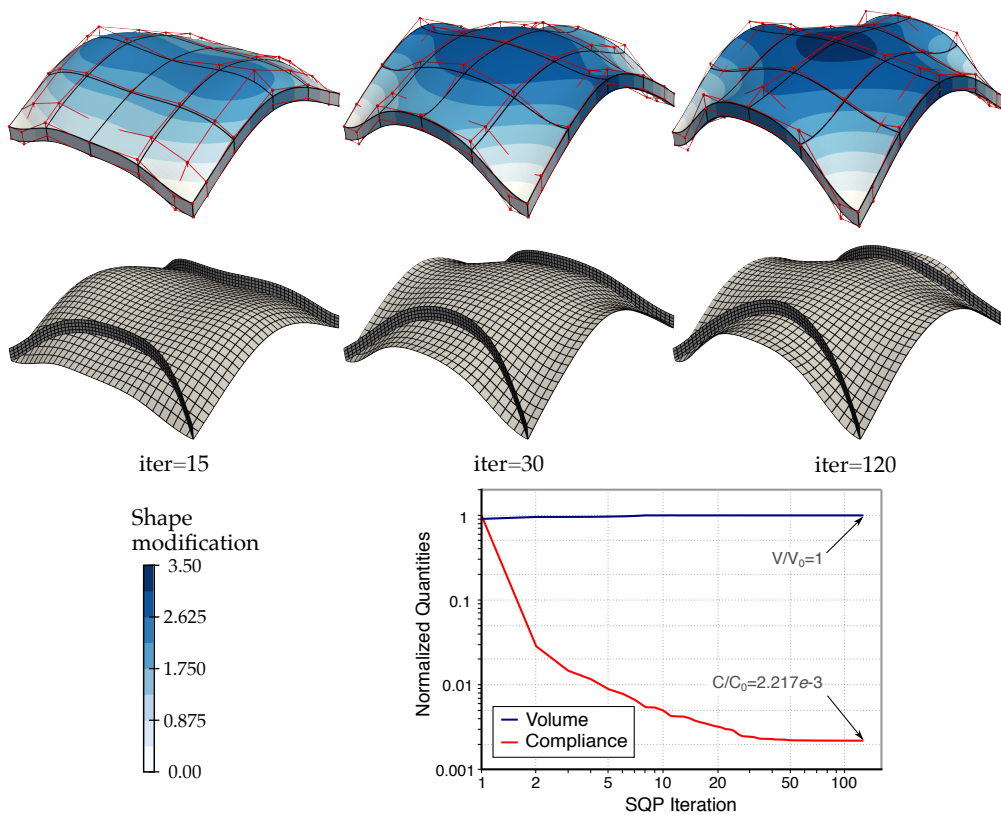 iter=15
iter=30
iter=120
Shape
modification
3.50
2.625
1.750
0.875
0.00
Normalized Quantities
1
0.1
0.01
0.001
V/V0=1
C/C0=2.217e-3
Volume
Compliance
1 2 5 10 20 50 100
SQP Iteration